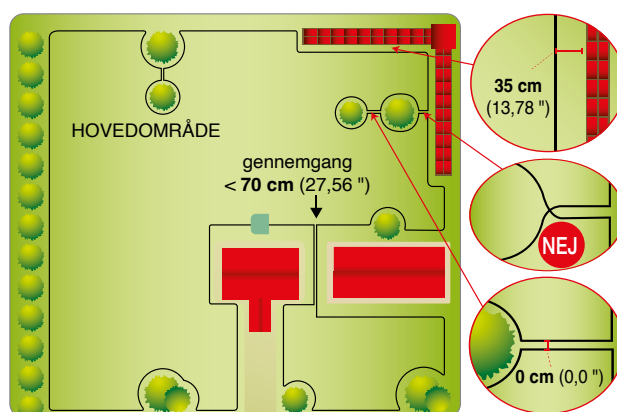 35 cm
(13,78 ")
HOVEDOMRÅDE
gennemgang
< 70 cm (27,56 ")
NEJ
0 cm (0,0 ")